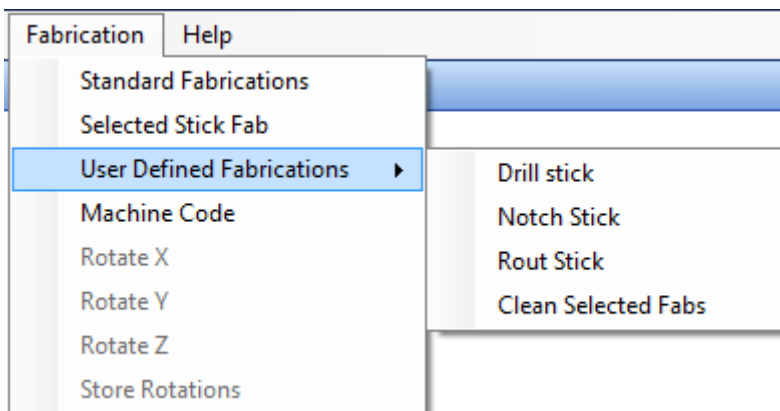 Fabrication Help
Standard Fabrications
Selected Stick Fab
User Defined Fabrications
Machine Code
Rotate X
Rotate Y
Rotate Z
Store Rotations
Drill stick
Notch Stick
Rout Stick
Clean Selected Fabs